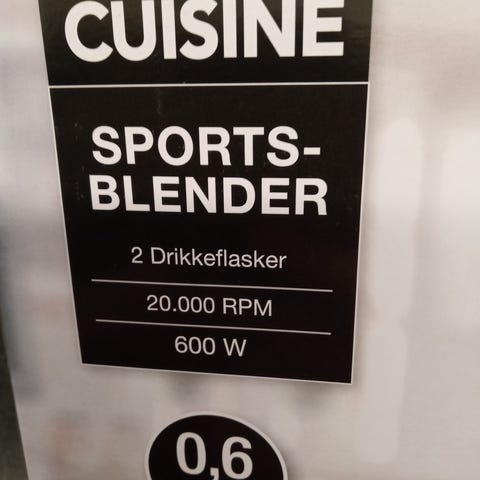 CUISINE
SPORTS-
BLENDER
2 Drikkeflasker
20.000 RPM
600 W
0,6